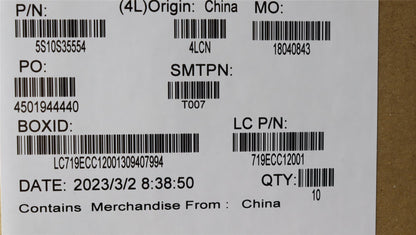 P/N: (4L)Origin: China MO:
5S10S35554 4LCN 18040843
PO: SMTPN:
4501944440 T007
BOXID: LC P/N:
LC719ECC12001309407994 719ECC12001
DATE: 2023/3/2 8:38:50 QTY:
10
Contains Merchandise From : China